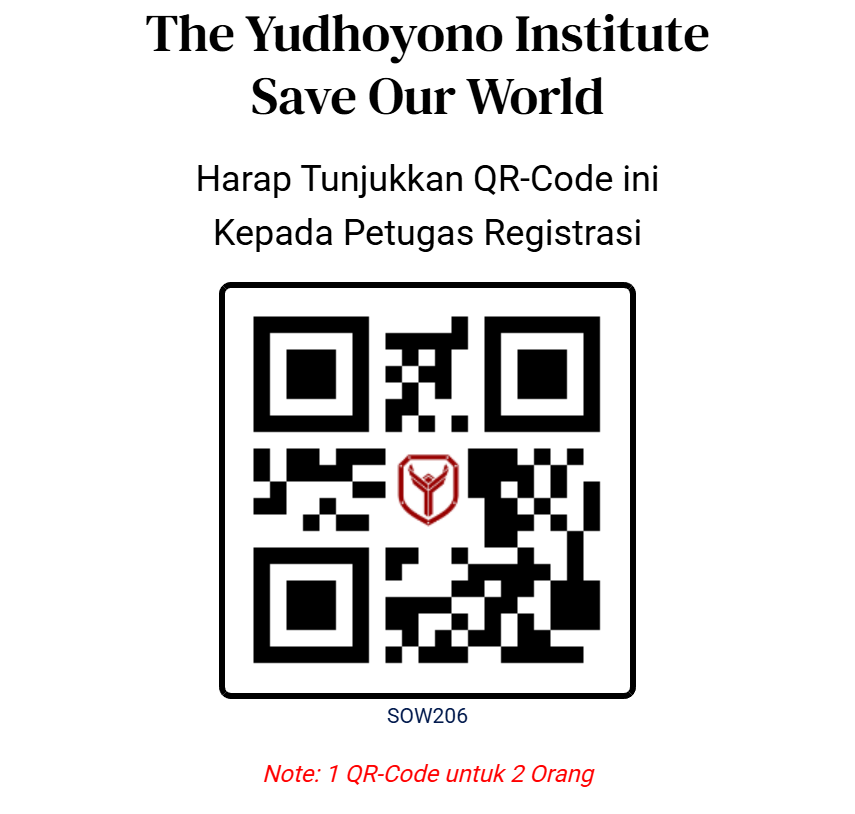 The Yudhoyono Institute
Save Our World
Harap Tunjukkan QR-Code ini
Kepada Petugas Registrasi
SOW206
Note: 1 QR-Code untuk 2 Orang